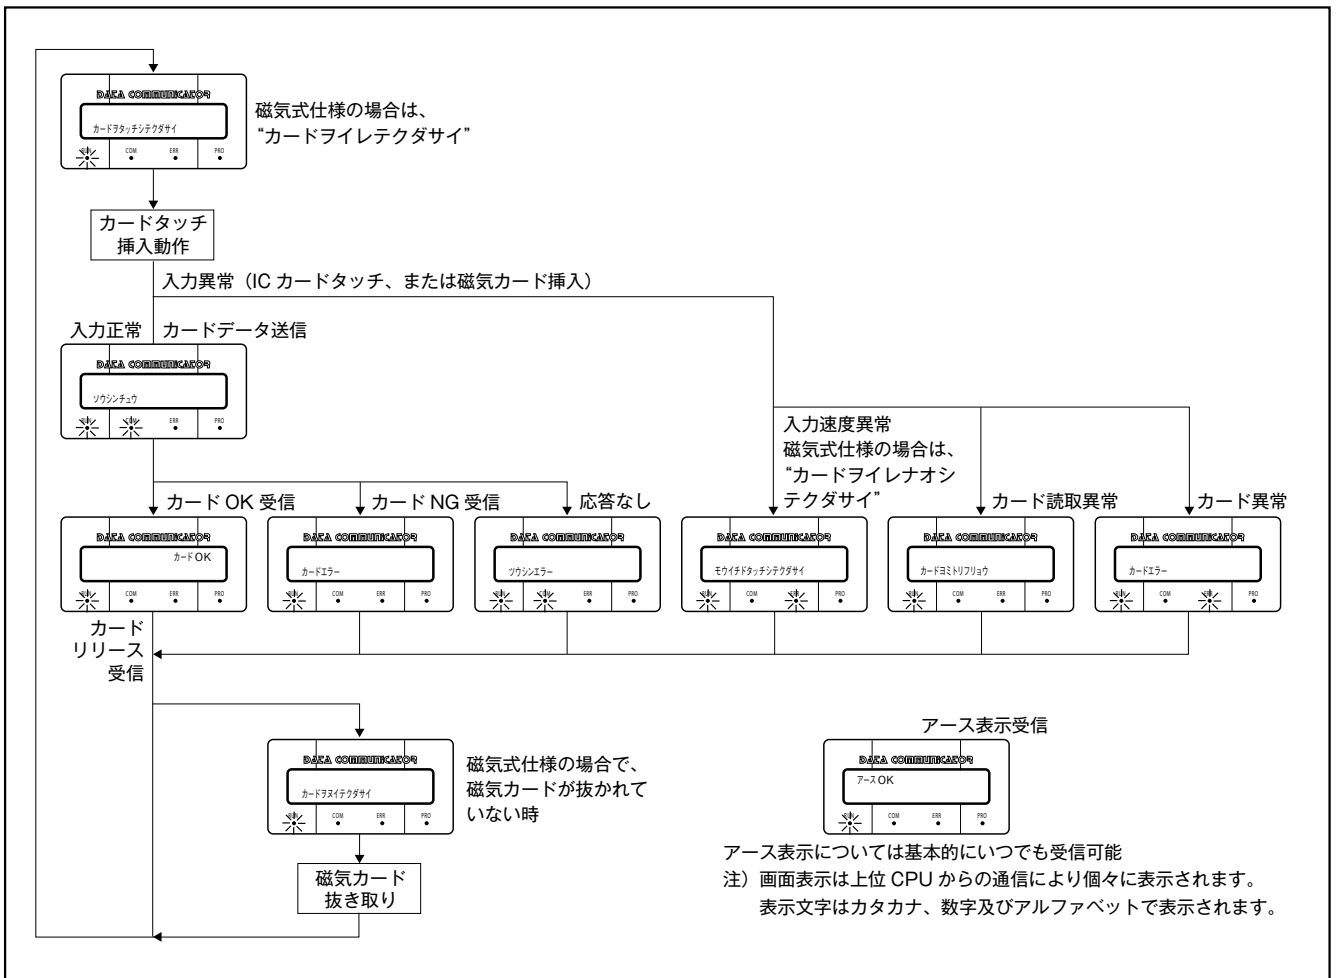 DATA COMMUNICATOR
カードヲタッチシテクダサイ
RUN COM ERR PRO
磁気式仕様の場合は、
“カードヲイレテクダサイ”
カードタッチ
挿入動作
入力異常（IC カードタッチ、または磁気カード挿入）
入力正常 カードデータ送信
DATA COMMUNICATOR
ソウシンチュウ
RUN COM ERR PRO
入力速度異常
磁気式仕様の場合は、
“カードヲイレナオシ
テクダサイ”
カード OK 受信
DATA COMMUNICATOR
カード OK
RUN COM ERR PRO
カード NG 受信
DATA COMMUNICATOR
カードエラー
RUN COM ERR PRO
応答なし
DATA COMMUNICATOR
ツウシンエラー
RUN COM ERR PRO
DATA COMMUNICATOR
モウイチドタッチシテクダサイ
RUN COM ERR PRO
カード読取異常
DATA COMMUNICATOR
カードヨミトリフリョウ
RUN COM ERR PRO
カード異常
DATA COMMUNICATOR
カードエラー
RUN COM ERR PRO
カード
リリース
受信
DATA COMMUNICATOR
カードヲヌイテクダサイ
RUN COM ERR PRO
磁気式仕様の場合で、
磁気カードが抜かれて
いない時
磁気カード
抜き取り
アース表示受信
DATA COMMUNICATOR
アース OK
RUN COM ERR PRO
アース表示については基本的にいつでも受信可能
注）画面表示は上位 CPU からの通信により個々に表示されます。
表示文字はカタカナ、数字及びアルファベットで表示されます。